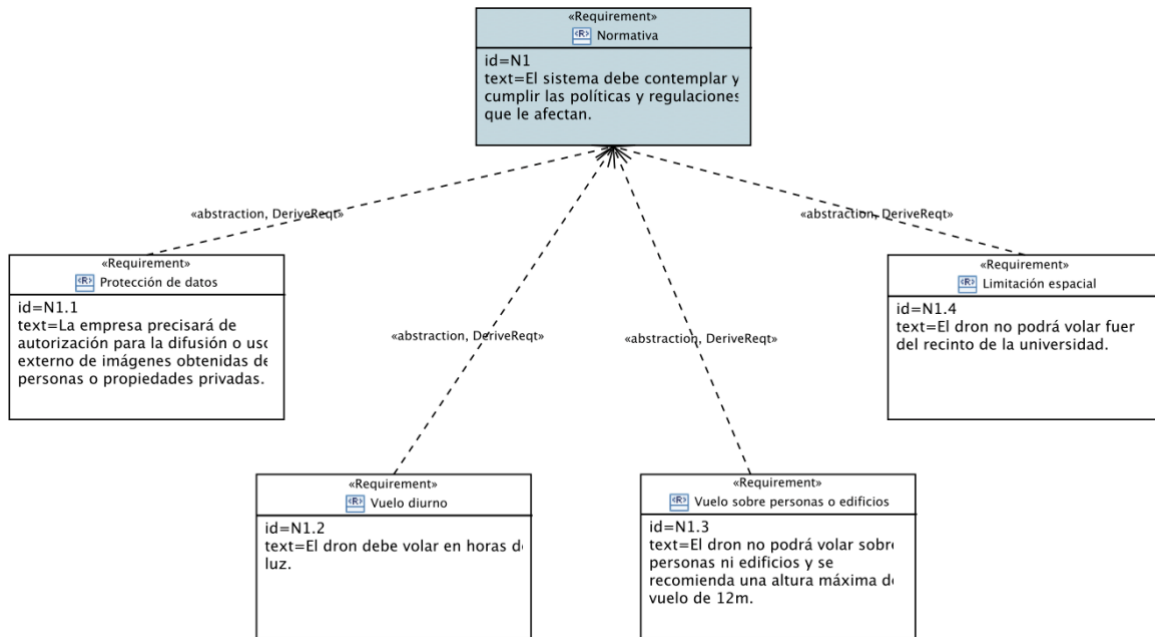 «Requirement»
Normativa
id=N1
text=El sistema debe contemplar y
cumplir las políticas y regulaciones
que le afectan.
«abstraction, DeriveReqt»
«abstraction, DeriveReqt»
«Requirement»
Protección de datos
id=N1.1
text=La empresa precisará de
autorización para la difusión o uso
externo de imágenes obtenidas de
personas o propiedades privadas.
«Requirement»
Limitación espacial
id=N1.4
text=El dron no podrá volar fuer
del recinto de la universidad.
«abstraction, DeriveReqt»
«abstraction, DeriveReqt»
«Requirement»
Vuelo diurno
id=N1.2
text=El dron debe volar en horas de
luz.
«Requirement»
Vuelo sobre personas o edificios
id=N1.3
text=El dron no podrá volar sobre
personas ni edificios y se
recomienda una altura máxima de
vuelo de 12m.